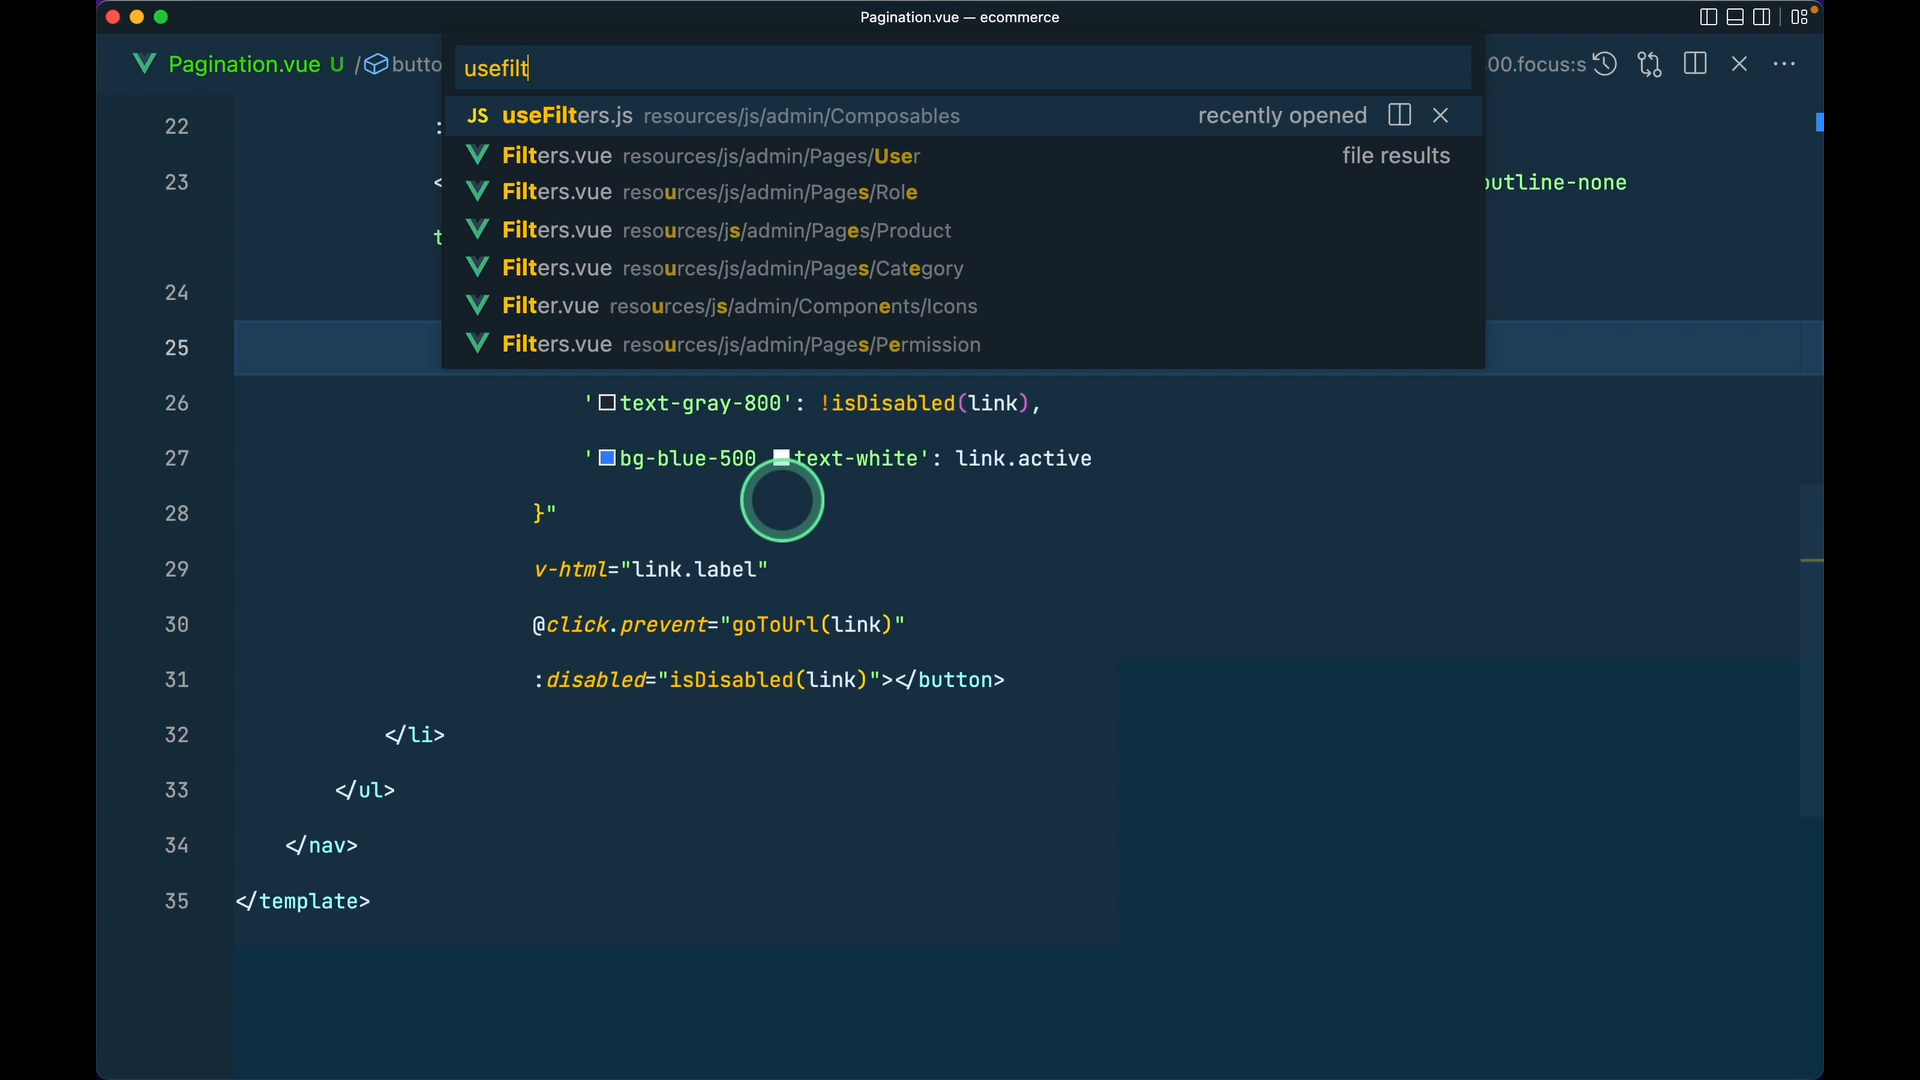 Pagination.vue — ecommerce
Pagination.vue U / butto
00.focus:s
usefilt
JS useFilters.js resources/js/admin/Composables recently opened
Filters.vue resources/js/admin/Pages/User file results
Filters.vue resources/js/admin/Pages/Role
Filters.vue resources/js/admin/Pages/Product
Filters.vue resources/js/admin/Pages/Category
Filter.vue resources/js/admin/Components/Icons
Filters.vue resources/js/admin/Pages/Permission
22 :
23 < outline-none
t
24
25
26 'text-gray-800': !isDisabled(link),
27 'bg-blue-500 text-white': link.active
28 }"
29 v-html="link.label"
30 @click.prevent="goToUrl(link)"
31 :disabled="isDisabled(link)"></button>
32 </li>
33 </ul>
34 </nav>
35 </template>